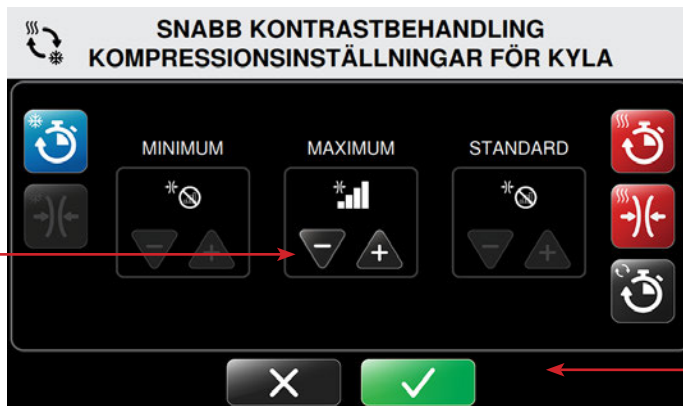 SNABB KONTRASTBEHANDLING
KOMPRESSIONSINSTÄLLNINGAR FÖR KYLA
MINIMUM MAXIMUM STANDARD